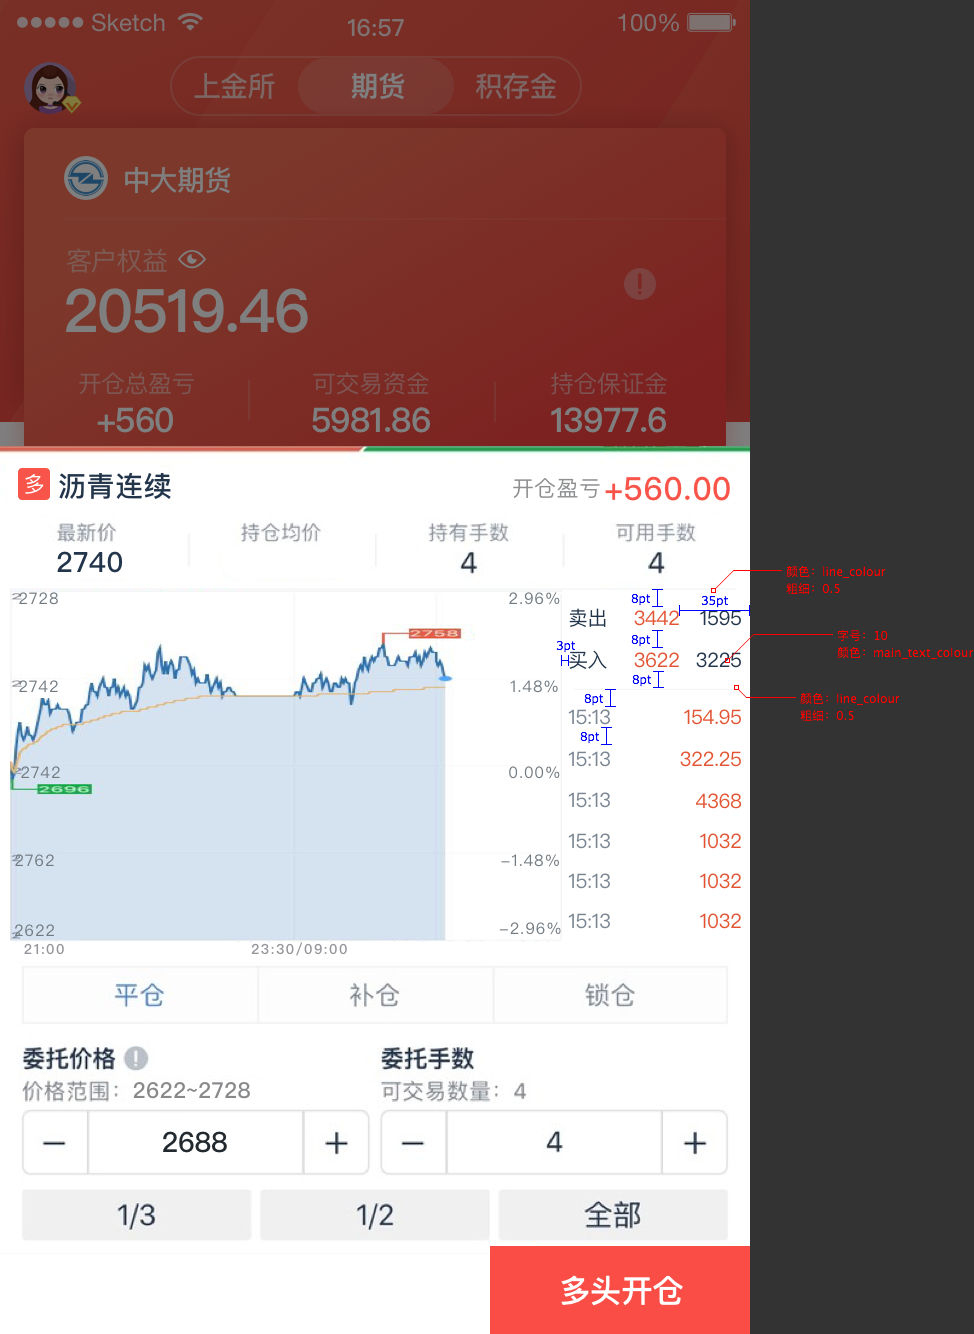 Sketch
16:57
100%
上金所 期货 积存金
中大期货
客户权益
20519.46
开仓总盈亏 可交易资金 持仓保证金
+560 5981.86 13977.6
多 沥青连续
开仓盈亏 +560.00
最新价 持仓均价 持有手数 可用手数
2740 4 4
2728 2.96%
2758
2742 1.48%
2742 0.00%
2696
2762 −1.48%
2622 −2.96%
21:00 23:30/09:00
8pt
35pt
卖出 3442 1595
8pt
3pt
买入 3622 3225
8pt
8pt
15:13 154.95
8pt
15:13 322.25
15:13 4368
15:13 1032
15:13 1032
15:13 1032
颜色：line_colour
粗细：0.5
字号：10
颜色：main_text_colour
颜色：line_colour
粗细：0.5
平仓 补仓 锁仓
委托价格 委托手数
价格范围：2622~2728 可交易数量：4
− 2688 + − 4 +
1/3 1/2 全部
多头开仓